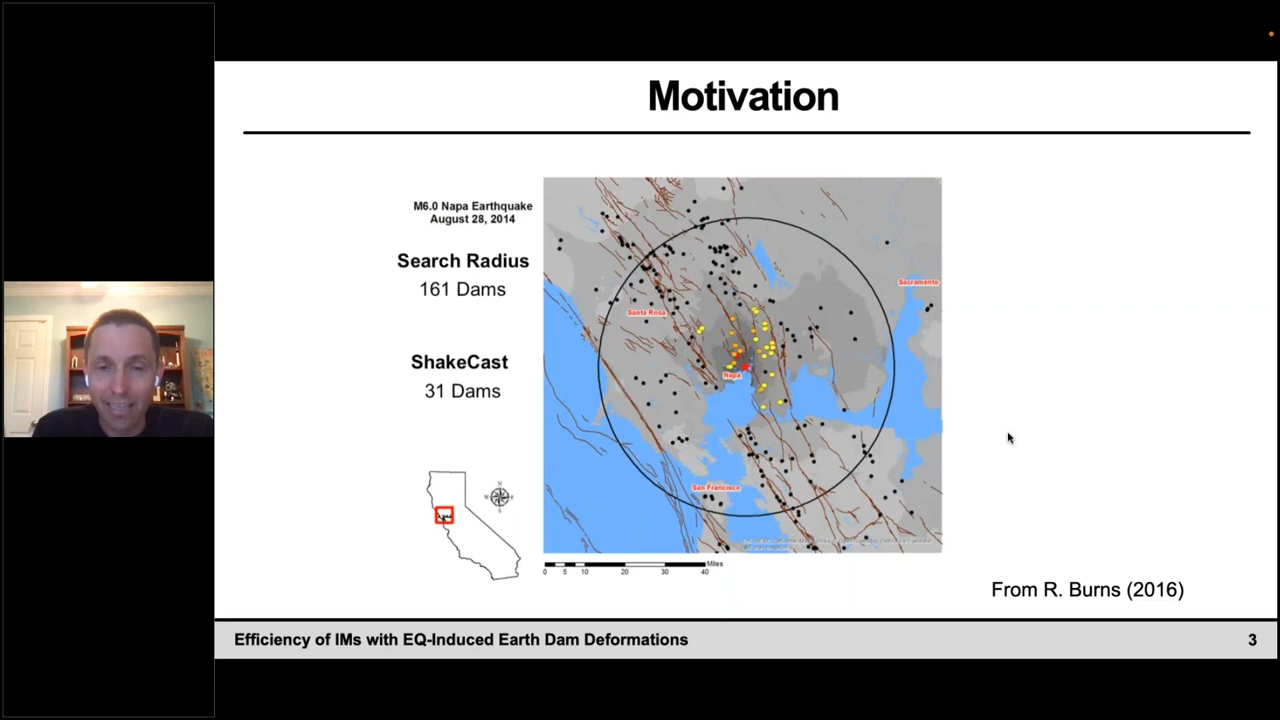 Motivation
M6.0 Napa Earthquake
August 28, 2014
Search Radius
161 Dams
ShakeCast
31 Dams
Sacramento
Santa Rosa
Napa
San Francisco
N
W
E
S
0 5 10 20 30 40
Miles
From R. Burns (2016)
Efficiency of IMs with EQ-Induced Earth Dam Deformations
3